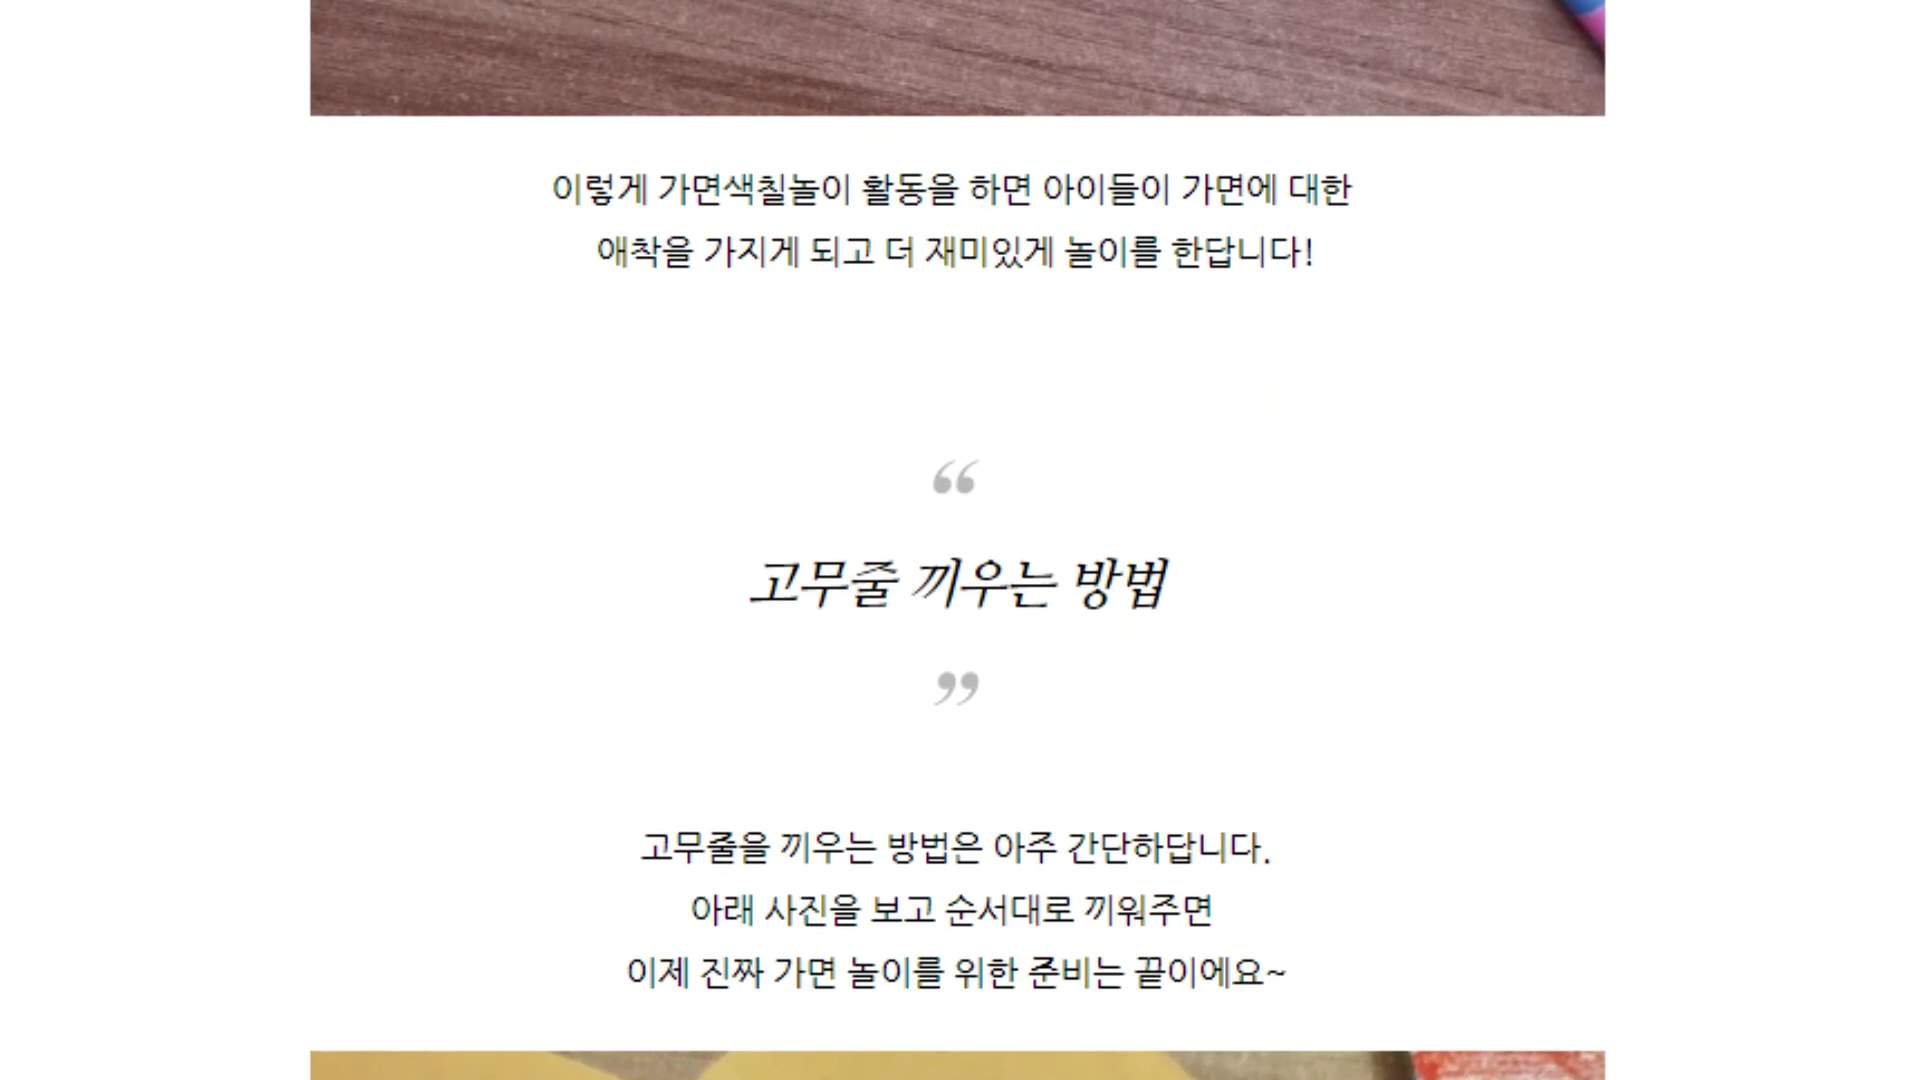 이렇게 가면색칠놀이 활동을 하면 아이들이 가면에 대한
애착을 가지게 되고 더 재미있게 놀이를 한답니다!
“
고무줄 끼우는 방법
”
고무줄을 끼우는 방법은 아주 간단하답니다.
아래 사진을 보고 순서대로 끼워주면
이제 진짜 가면 놀이를 위한 준비는 끝이에요~